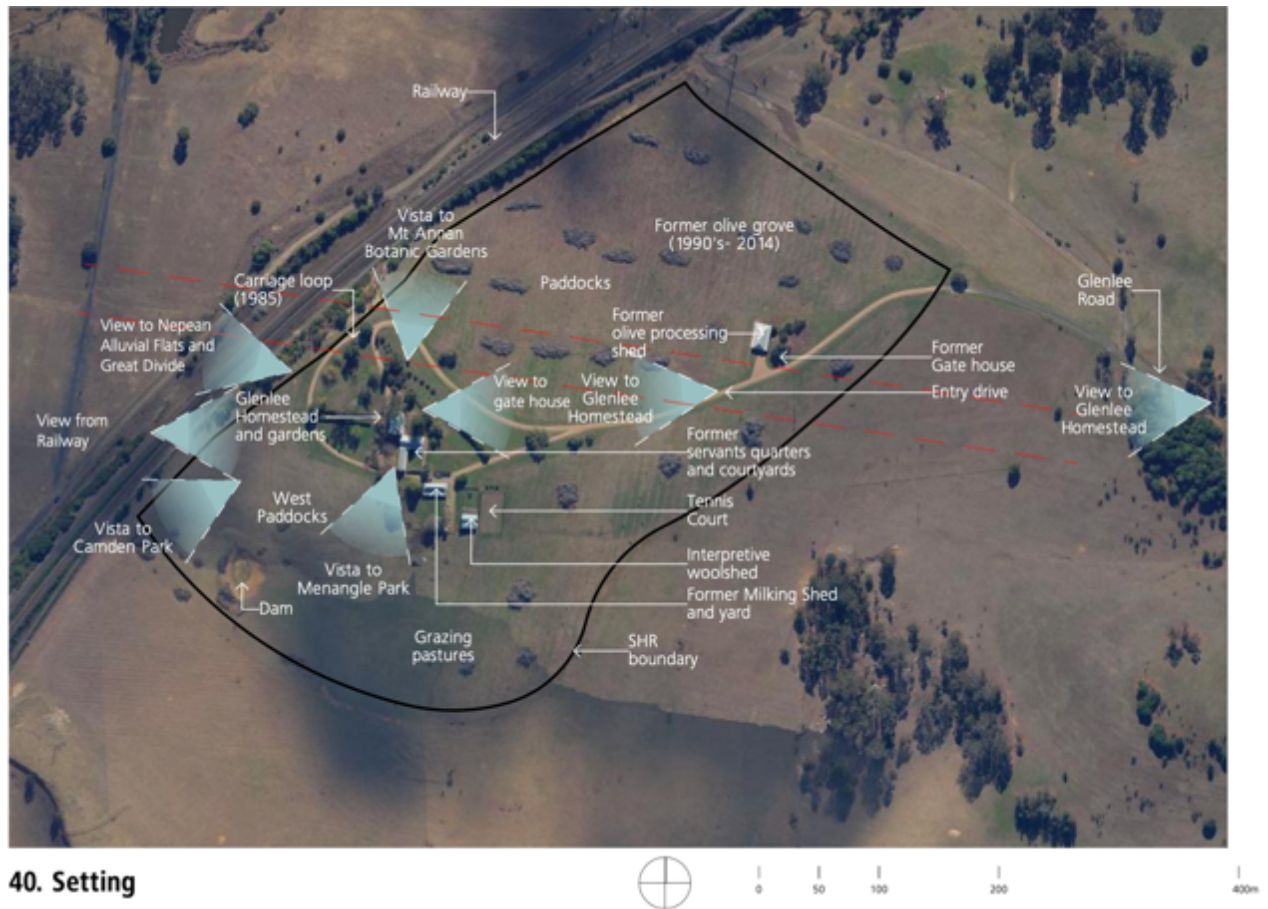 Railway
Vista to
Mt Annan
Botanic Gardens
Former olive grove
(1990's- 2014)
Carriage loop
(1985)
Paddocks
Glenlee
Road
View to Nepean
Alluvial Flats and
Great Divide
Former
olive processing
shed
Former
Gate house
View to
gate house
View to
Glenlee
Homestead
Entry drive
View to
Glenlee
Homestead
View from
Railway
Glenlee
Homestead
and gardens
Former
servants quarters
and courtyards
West
Paddocks
Tennis
Court
Vista to
Camden Park
Vista to
Menangle Park
Interpretive
woolshed
Dam
Former Milking Shed
and yard
Grazing
pastures
SHR
boundary
40. Setting
0 50 100 200 400m